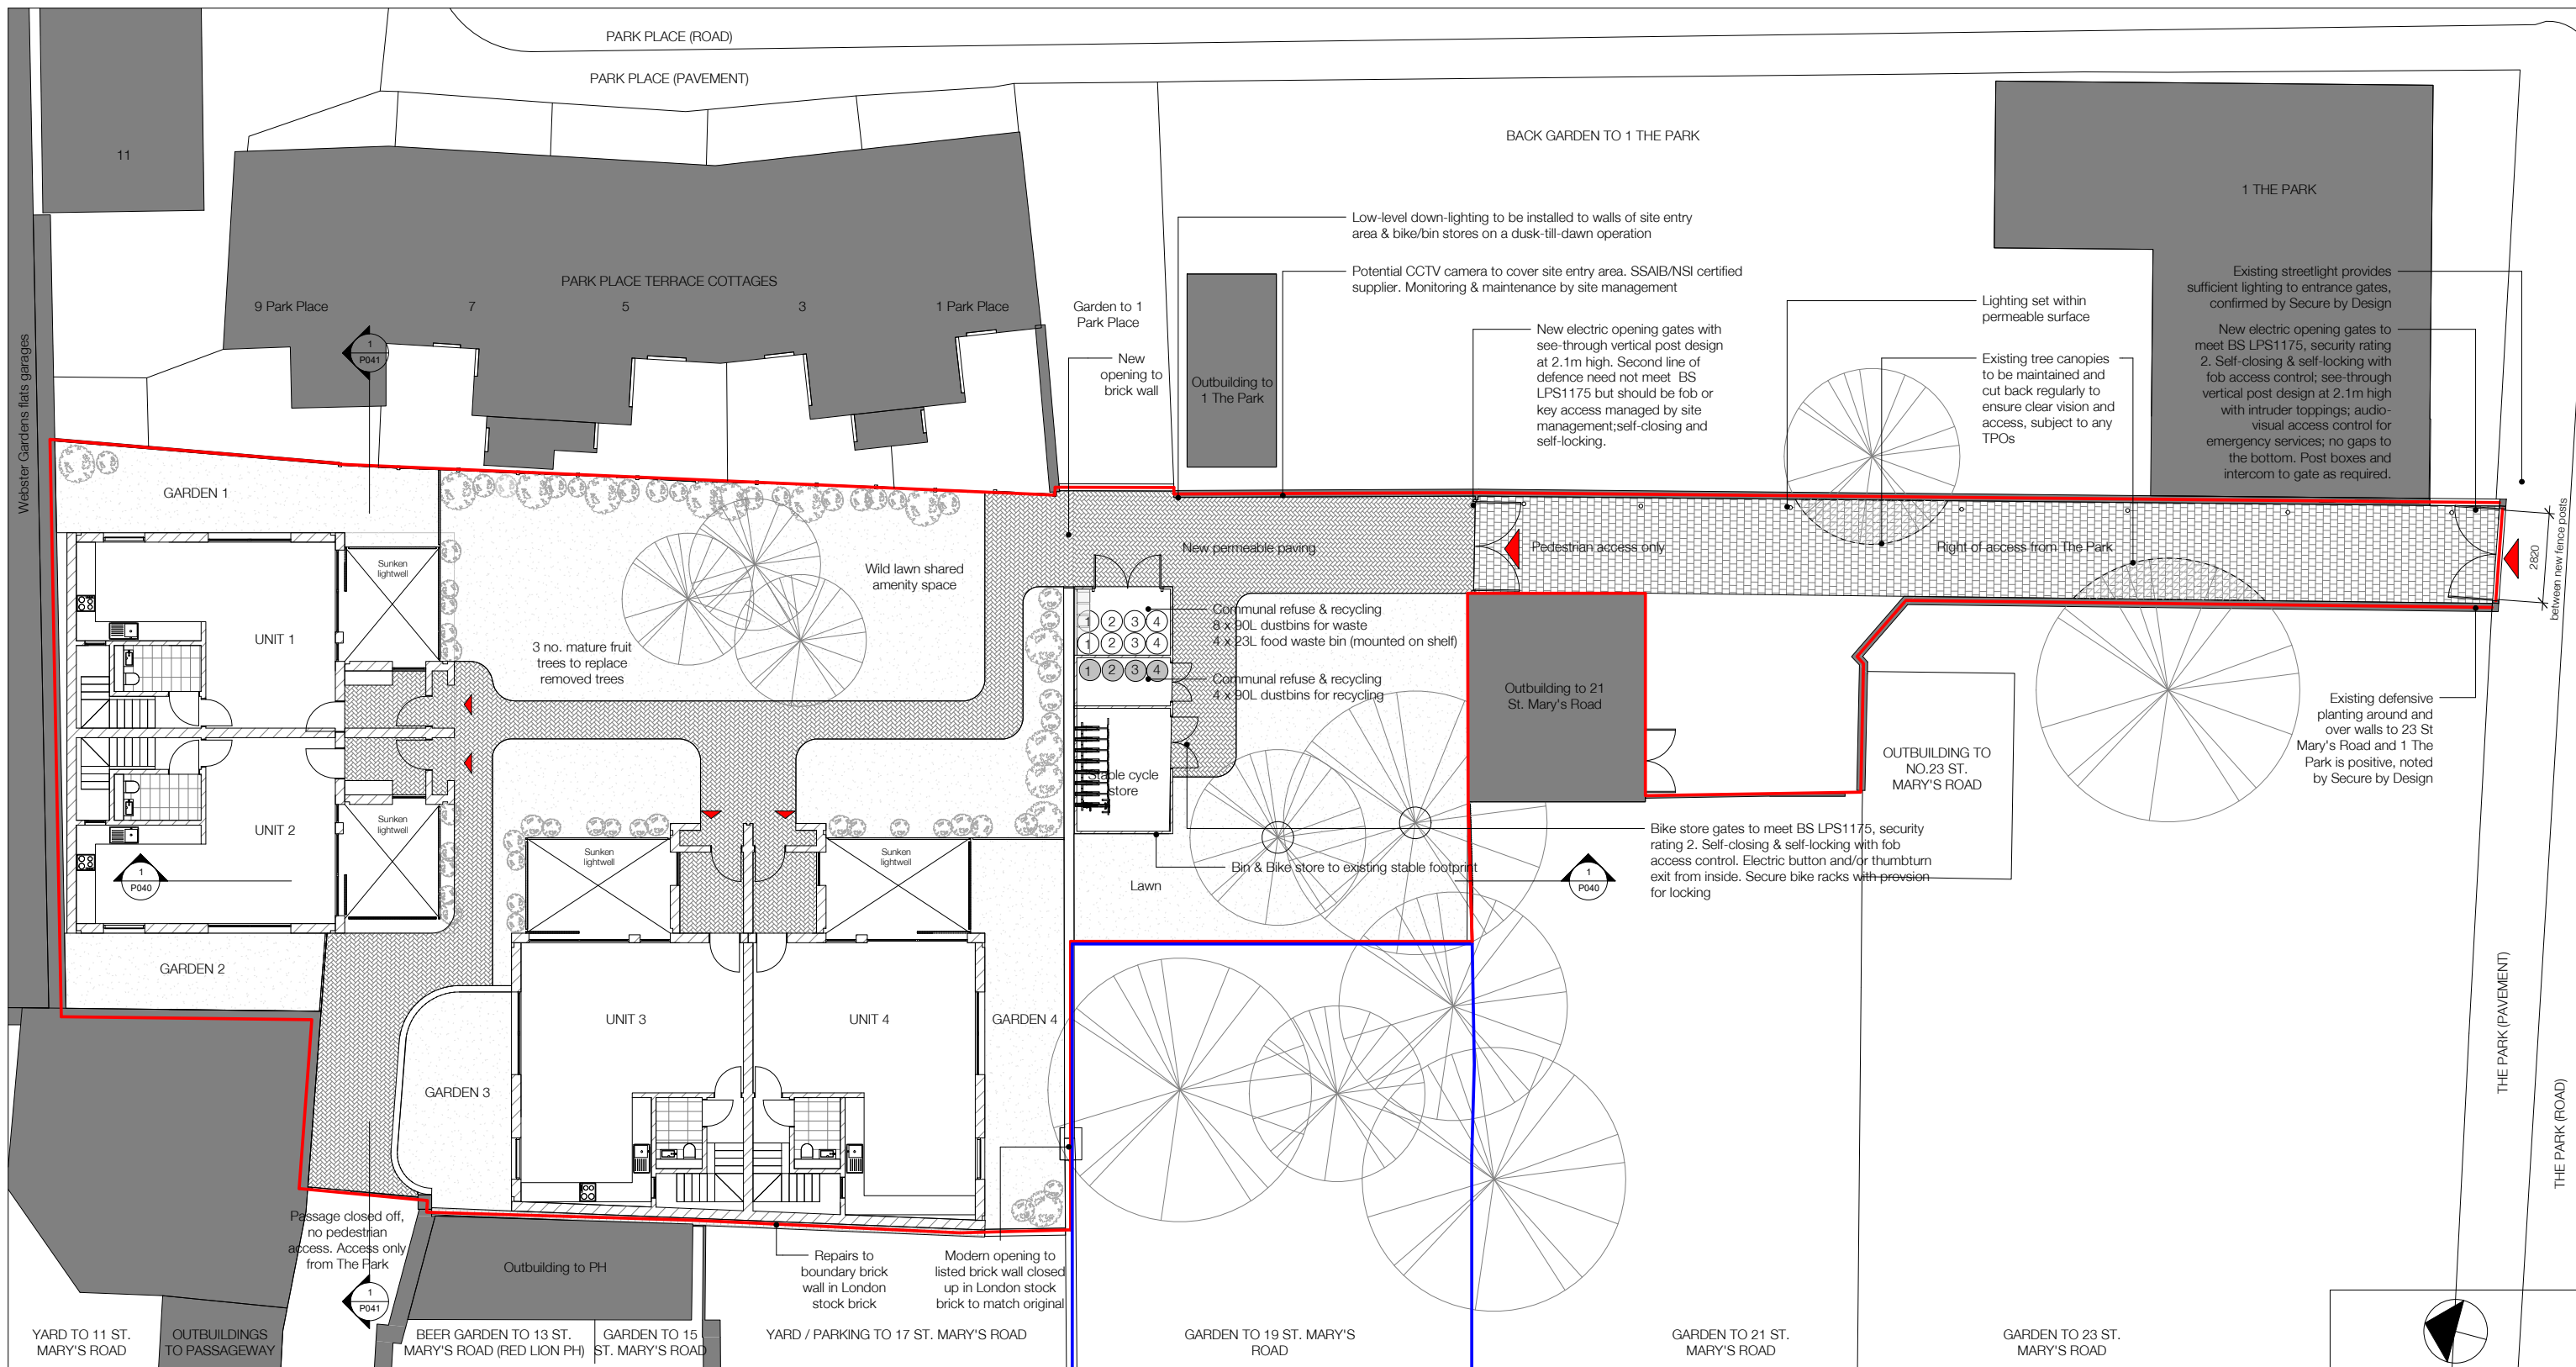 PARK PLACE (ROAD)
PARK PLACE (PAVEMENT)
11
BACK GARDEN TO 1 THE PARK
1 THE PARK
PARK PLACE TERRACE COTTAGES
9 Park Place
7
5
3
1 Park Place
Garden to 1
Park Place
Low-level down-lighting to be installed to walls of site entry
area & bike/bin stores on a dusk-till-dawn operation
Potential CCTV camera to cover site entry area. SSAIB/NSI certified
supplier. Monitoring & maintenance by site management
New
opening to
brick wall
Outbuilding to
1 The Park
New electric opening gates with
see-through vertical post design
at 2.1m high. Second line of
defence need not meet BS
LPS1175 but should be fob or
key access managed by site
management;self-closing and
self-locking.
Lighting set within
permeable surface
Existing tree canopies
to be maintained and
cut back regularly to
ensure clear vision and
access, subject to any
TPOs
Existing streetlight provides
sufficient lighting to entrance gates,
confirmed by Secure by Design
New electric opening gates to
meet BS LPS1175, security rating
2. Self-closing & self-locking with
fob access control; see-through
vertical post design at 2.1m high
with intruder toppings; audio-
visual access control for
emergency services; no gaps to
the bottom. Post boxes and
intercom to gate as required.
1
P041
Webster Gardens flats garages
GARDEN 1
Sunken
lightwell
UNIT 1
Wild lawn shared
amenity space
3 no. mature fruit
trees to replace
removed trees
New permeable paving
Pedestrian access only
Right of access from The Park
2820
between new fence posts
Communal refuse & recycling
8 x 90L dustbins for waste
4 x 23L food waste bin (mounted on shelf)
1 2 3 4
1 2 3 4
1 2 3 4
Communal refuse & recycling
4 x 90L dustbins for recycling
Stable cycle
store
Outbuilding to 21
St. Mary's Road
OUTBUILDING TO
NO.23 ST.
MARY'S ROAD
Existing defensive
planting around and
over walls to 23 St
Mary's Road and 1 The
Park is positive, noted
by Secure by Design
UNIT 2
Sunken
lightwell
1
P040
Sunken
lightwell
Sunken
lightwell
Bin & Bike store to existing stable footprint
Lawn
1
P040
Bike store gates to meet BS LPS1175, security
rating 2. Self-closing & self-locking with fob
access control. Electric button and/or thumbturn
exit from inside. Secure bike racks with provsion
for locking
GARDEN 2
UNIT 3
UNIT 4
GARDEN 4
GARDEN 3
THE PARK (PAVEMENT)
THE PARK (ROAD)
Passage closed off,
no pedestrian
access. Access only
from The Park
1
P041
Outbuilding to PH
Repairs to
boundary brick
wall in London
stock brick
Modern opening to
listed brick wall closed
up in London stock
brick to match original
YARD TO 11 ST.
MARY'S ROAD
OUTBUILDINGS
TO PASSAGEWAY
BEER GARDEN TO 13 ST.
MARY'S ROAD (RED LION PH)
GARDEN TO 15
ST. MARY'S ROAD
YARD / PARKING TO 17 ST. MARY'S ROAD
GARDEN TO 19 ST. MARY'S
ROAD
GARDEN TO 21 ST.
MARY'S ROAD
GARDEN TO 23 ST.
MARY'S ROAD